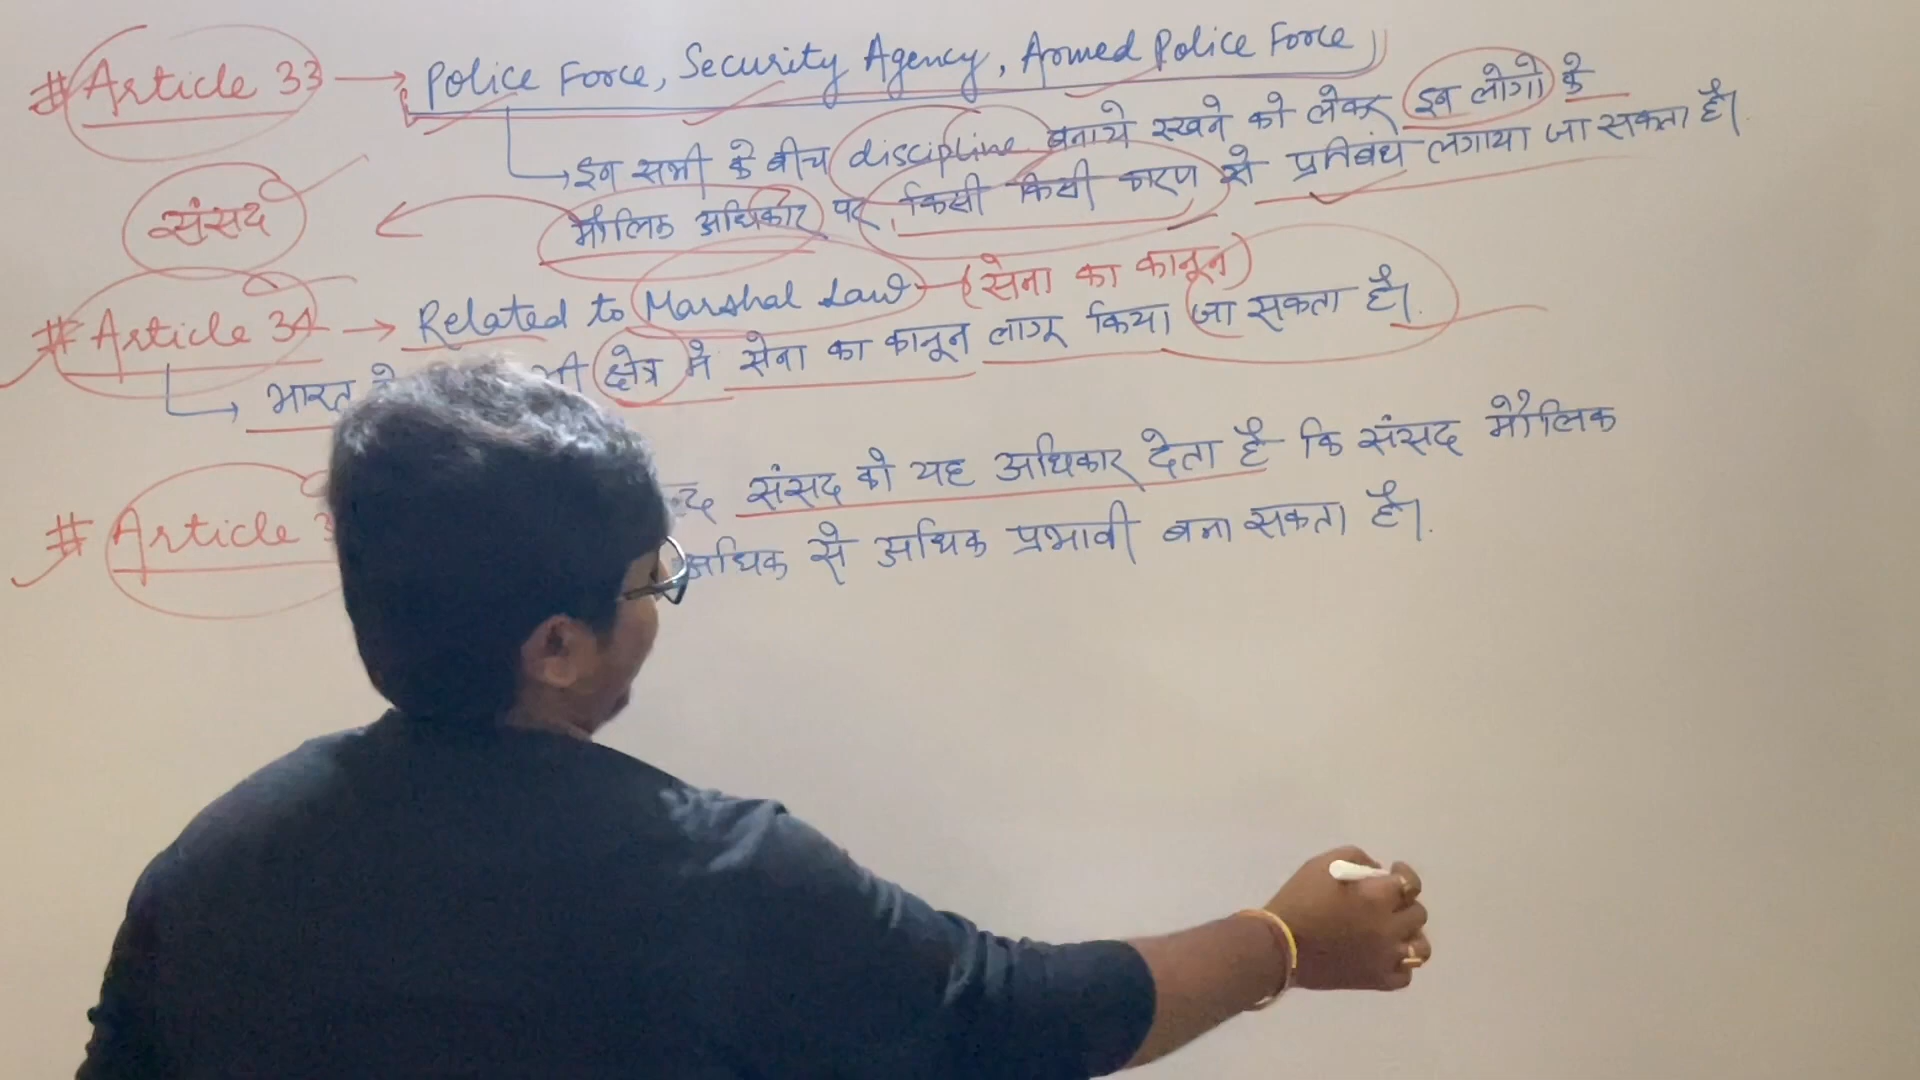 # Article 33 → Police Force, Security Agency, Armed Police Force
→ इन सभी के बीच discipline बनाये रखने को लेकर इन लोगो के
संसद ← मौलिक अधिकार पर किसी किसी कारण से प्रतिबंध लगाया जा सकता है।
# Article 34 → Related to Marshal Law → (सेना का कानून)
→ भारत क्षेत्र मे सेना का कानून लागू किया जा सकता है।
# Article संसद को यह अधिकार देता है कि संसद मौलिक
अधिक से अधिक प्रभावी बना सकता है।